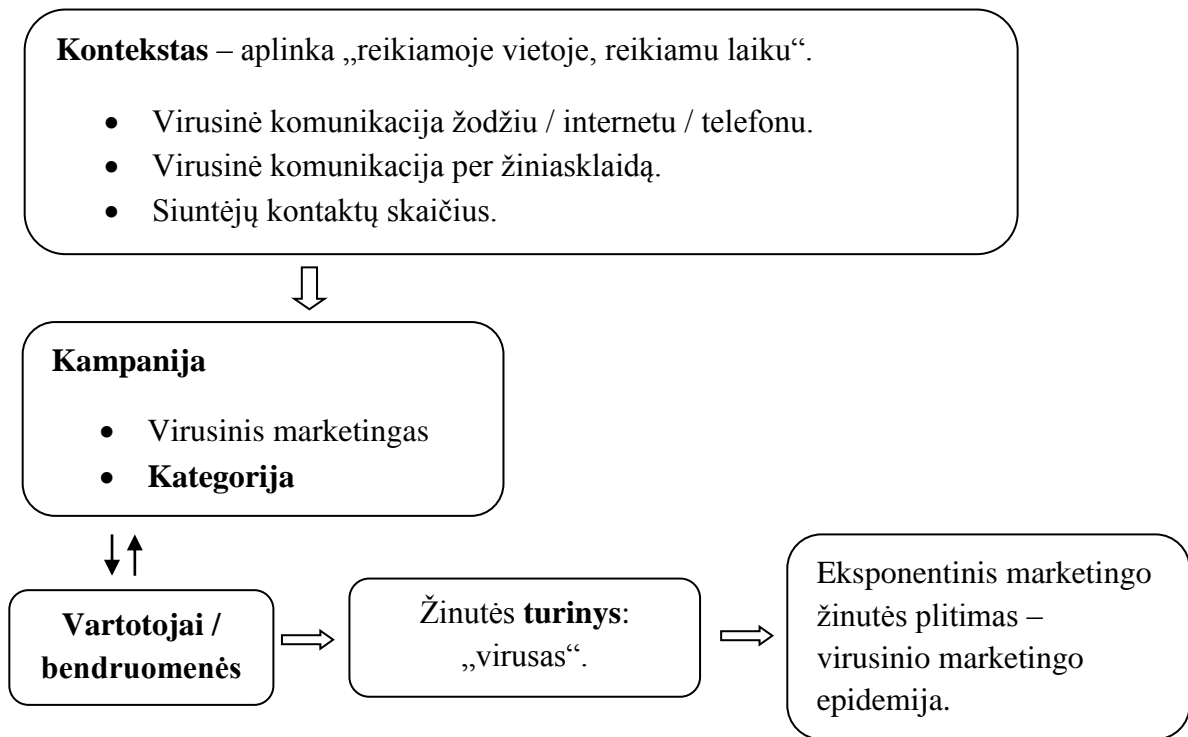 Kontekstas – aplinka „reikiamoje vietoje, reikiamu laiku“.
• Virusinė komunikacija žodžiu / internetu / telefonu.
• Virusinė komunikacija per žiniasklaidą.
• Siuntėjų kontaktų skaičius.
Kampanija
• Virusinis marketingas
• Kategorija
Vartotojai /
bendruomenės
Žinutės turinys:
„virusas“.
Eksponentinis marketingo
žinutės plitimas –
virusinio marketingo
epidemija.